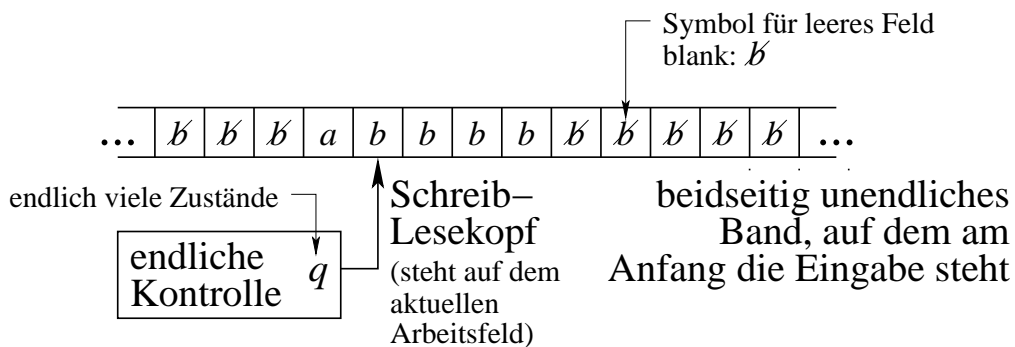 Symbol für leeres Feld
blank: b̸
... b̸ b̸ b̸ a b b b b b̸ b̸ b̸ b̸ b̸ ...
endlich viele Zustände
Schreib–
Lesekopf
(steht auf dem
aktuellen
Arbeitsfeld)
beidseitig unendliches
Band, auf dem am
Anfang die Eingabe steht
endliche
Kontrolle q